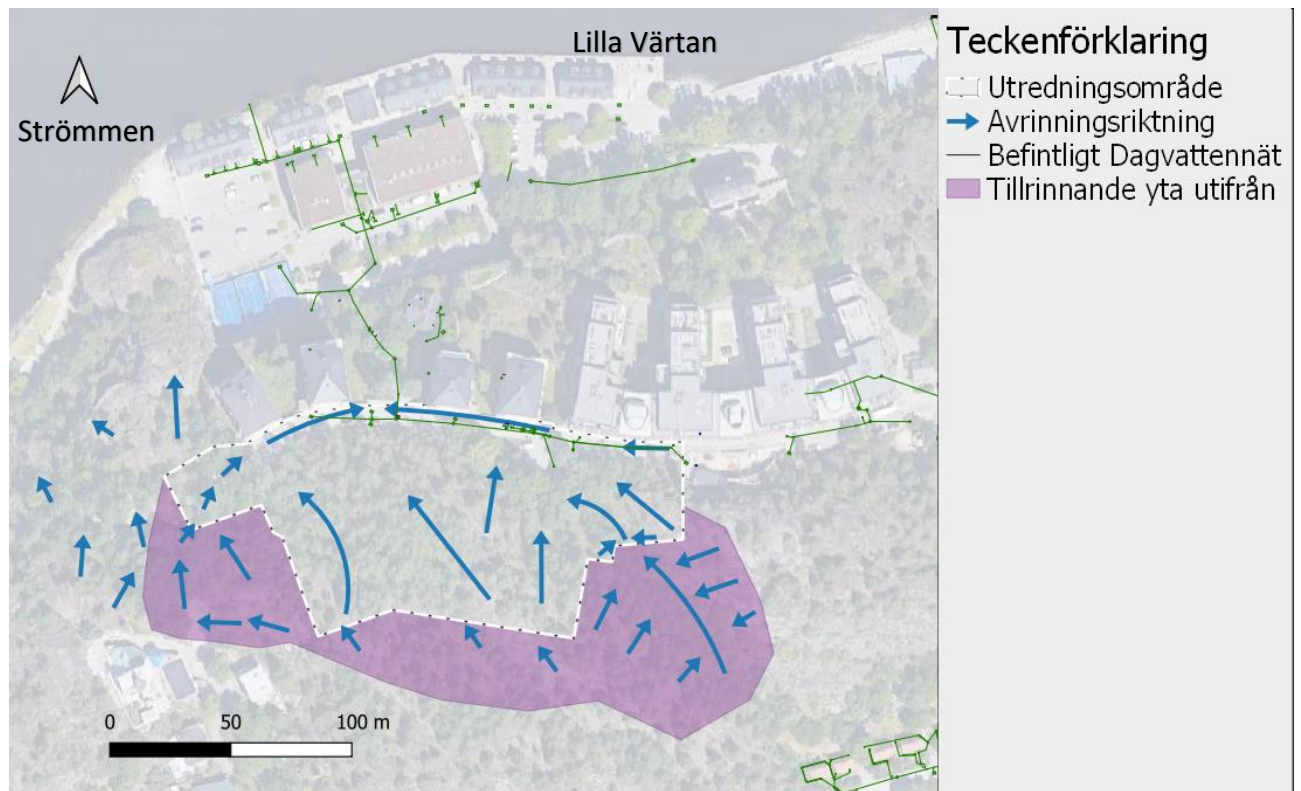 Lilla Värtan
Strömmen
0 50 100 m
Teckenförklaring
Utredningsområde
Avrinningsriktning
Befintligt Dagvattennät
Tillrinnande yta utifrån